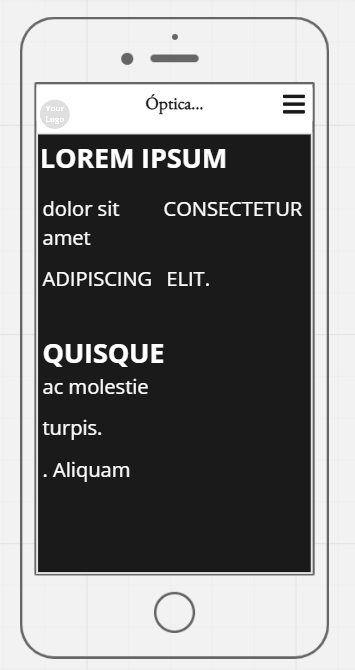 Your
Logo
Óptica...
LOREM IPSUM
dolor sit CONSECTETUR
amet
ADIPISCING ELIT.
QUISQUE
ac molestie
turpis.
. Aliquam